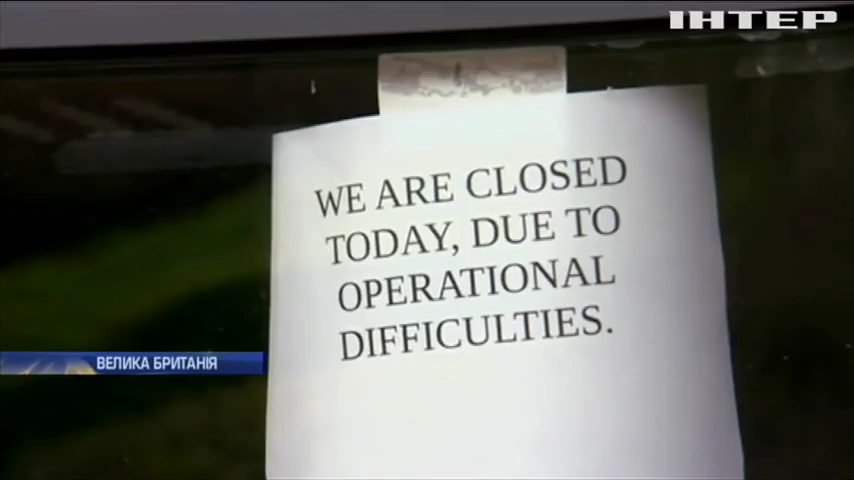 ІНТЕР
WE ARE CLOSED
TODAY, DUE TO
OPERATIONAL
DIFFICULTIES.
ВЕЛИКА БРИТАНІЯ